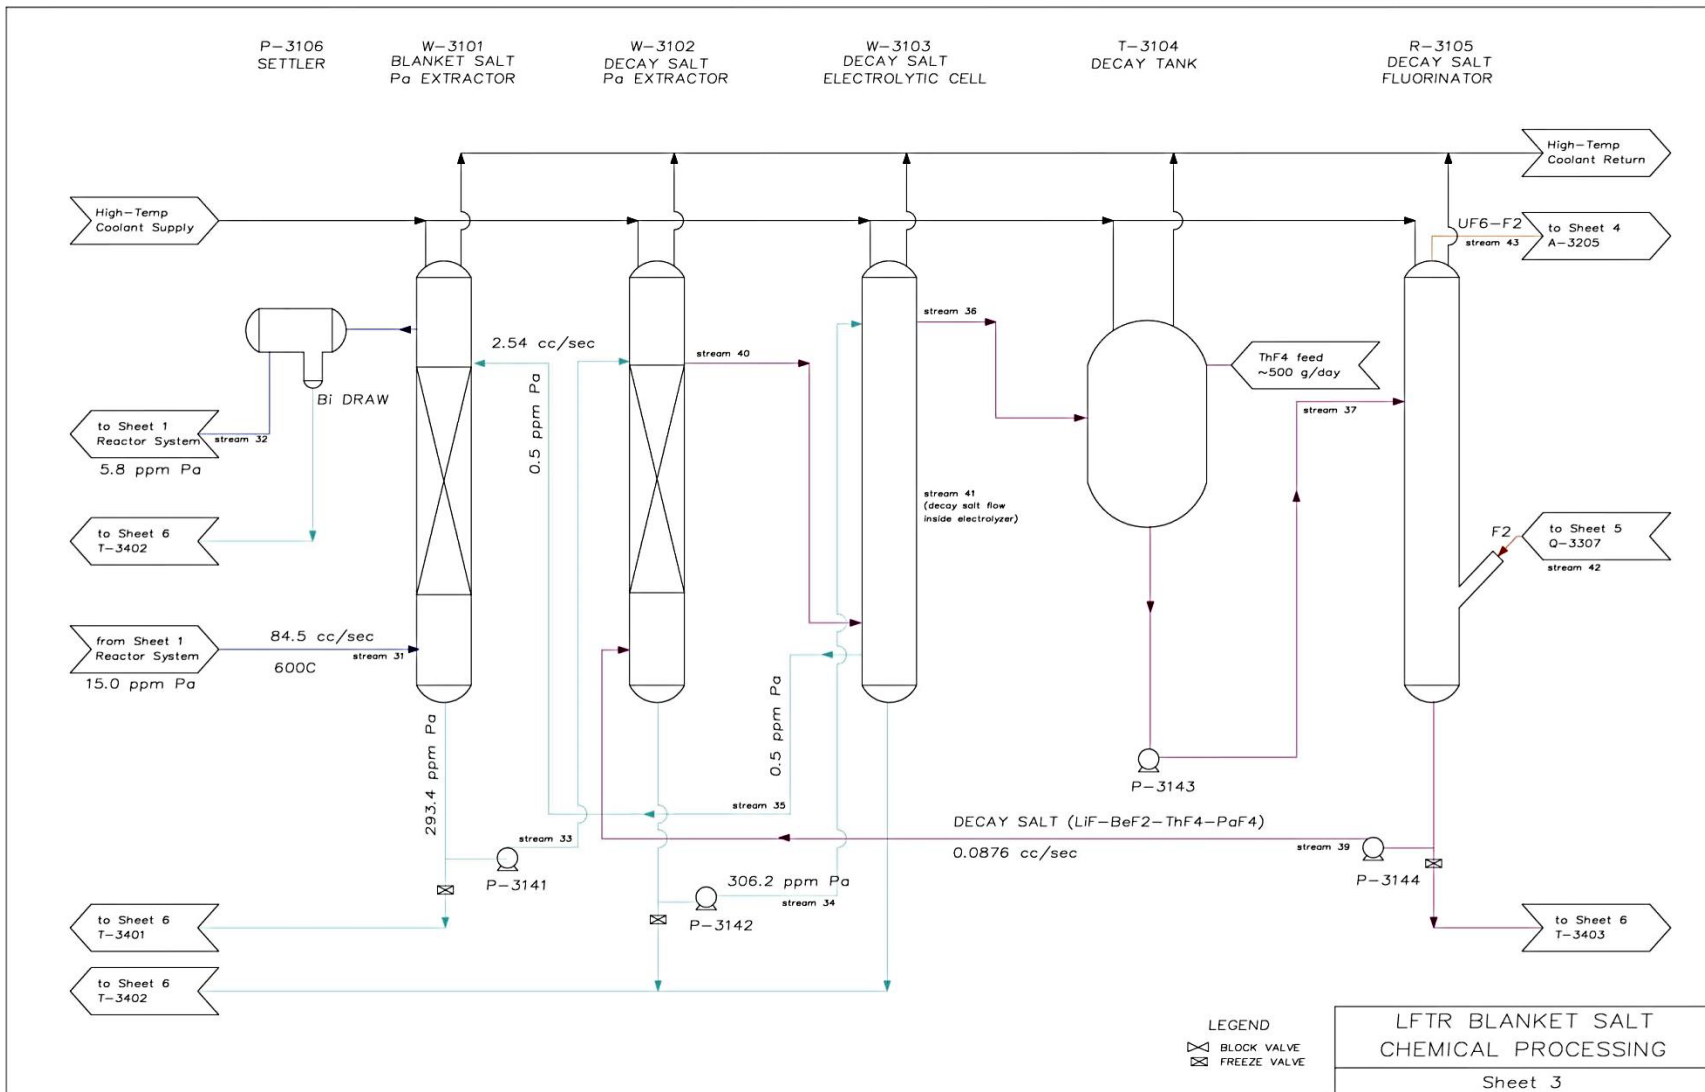 P-3106
SETTLER
W-3101
BLANKET SALT
Pa EXTRACTOR
W-3102
DECAY SALT
Pa EXTRACTOR
W-3103
DECAY SALT
ELECTROLYTIC CELL
T-3104
DECAY TANK
R-3105
DECAY SALT
FLUORINATOR
High-Temp
Coolant Return
High-Temp
Coolant Supply
UF6-F2
stream 43
to Sheet 4
A-3205
stream 36
2.54 cc/sec
stream 40
ThF4 feed
~500 g/day
Bi DRAW
0.5 ppm Pa
stream 37
to Sheet 1
Reactor System
stream 32
5.8 ppm Pa
stream 41
(decay salt flow
inside electrolyzer)
to Sheet 6
T-3402
F2
to Sheet 5
Q-3307
stream 42
from Sheet 1
Reactor System
84.5 cc/sec
stream 31
600C
15.0 ppm Pa
293.4 ppm Pa
0.5 ppm Pa
P-3143
stream 35
DECAY SALT (LiF-BeF2-ThF4-PaF4)
0.0876 cc/sec
stream 39
stream 33
P-3141
P-3144
306.2 ppm Pa
stream 34
P-3142
to Sheet 6
T-3401
to Sheet 6
T-3403
to Sheet 6
T-3402
LEGEND
BLOCK VALVE
FREEZE VALVE
LFTR BLANKET SALT
CHEMICAL PROCESSING
Sheet 3